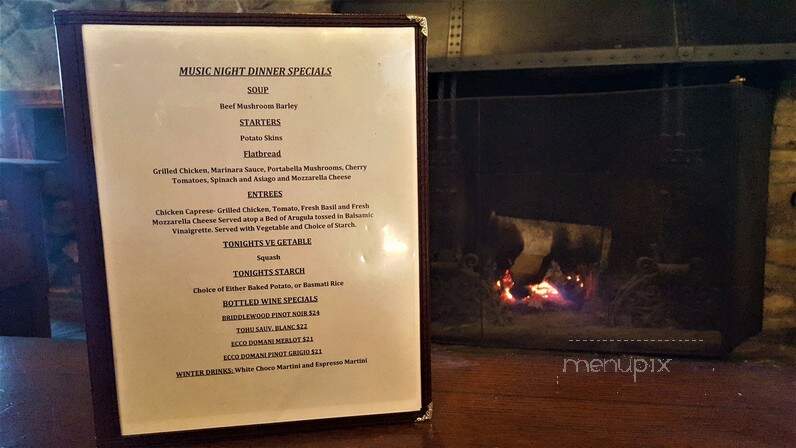 MUSIC NIGHT DINNER SPECIALS
SOUP
Beef Mushroom Barley
STARTERS
Potato Skins
Flatbread
Grilled Chicken, Marinara Sauce, Portabella Mushrooms, Cherry
Tomatoes, Spinach and Asiago and Mozzarella Cheese
ENTREES
Chicken Caprese- Grilled Chicken, Tomato, Fresh Basil and Fresh
Mozzarella Cheese Served atop a Bed of Arugula tossed in Balsamic
Vinaigrette. Served with Vegetable and Choice of Starch.
TONIGHTS VE GETABLE
Squash
TONIGHTS STARCH
Choice of Either Baked Potato, or Basmati Rice
BOTTLED WINE SPECIALS
BRIDDLEWOOD PINOT NOIR $24
TOHU SAUV. BLANC $22
ECCO DOMANI MERLOT $21
ECCO DOMANI PINOT GRIGIO $21
WINTER DRINKS: White Choco Martini and Espresso Martini
menupix